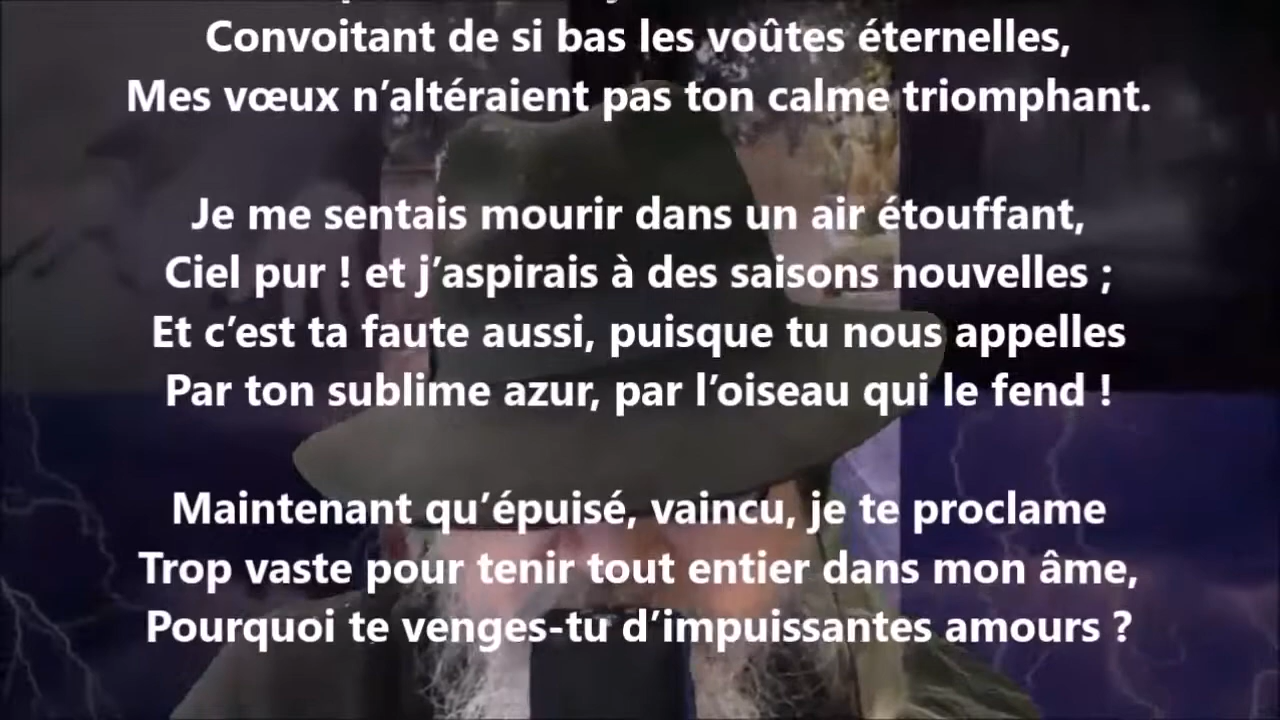 Convoitant de si bas les voûtes éternelles,
Mes vœux n’altéraient pas ton calme triomphant.
Je me sentais mourir dans un air étouffant,
Ciel pur ! et j’aspirais à des saisons nouvelles ;
Et c’est ta faute aussi, puisque tu nous appelles
Par ton sublime azur, par l’oiseau qui le fend !
Maintenant qu’épuisé, vaincu, je te proclame
Trop vaste pour tenir tout entier dans mon âme,
Pourquoi te venges-tu d’impuissantes amours ?